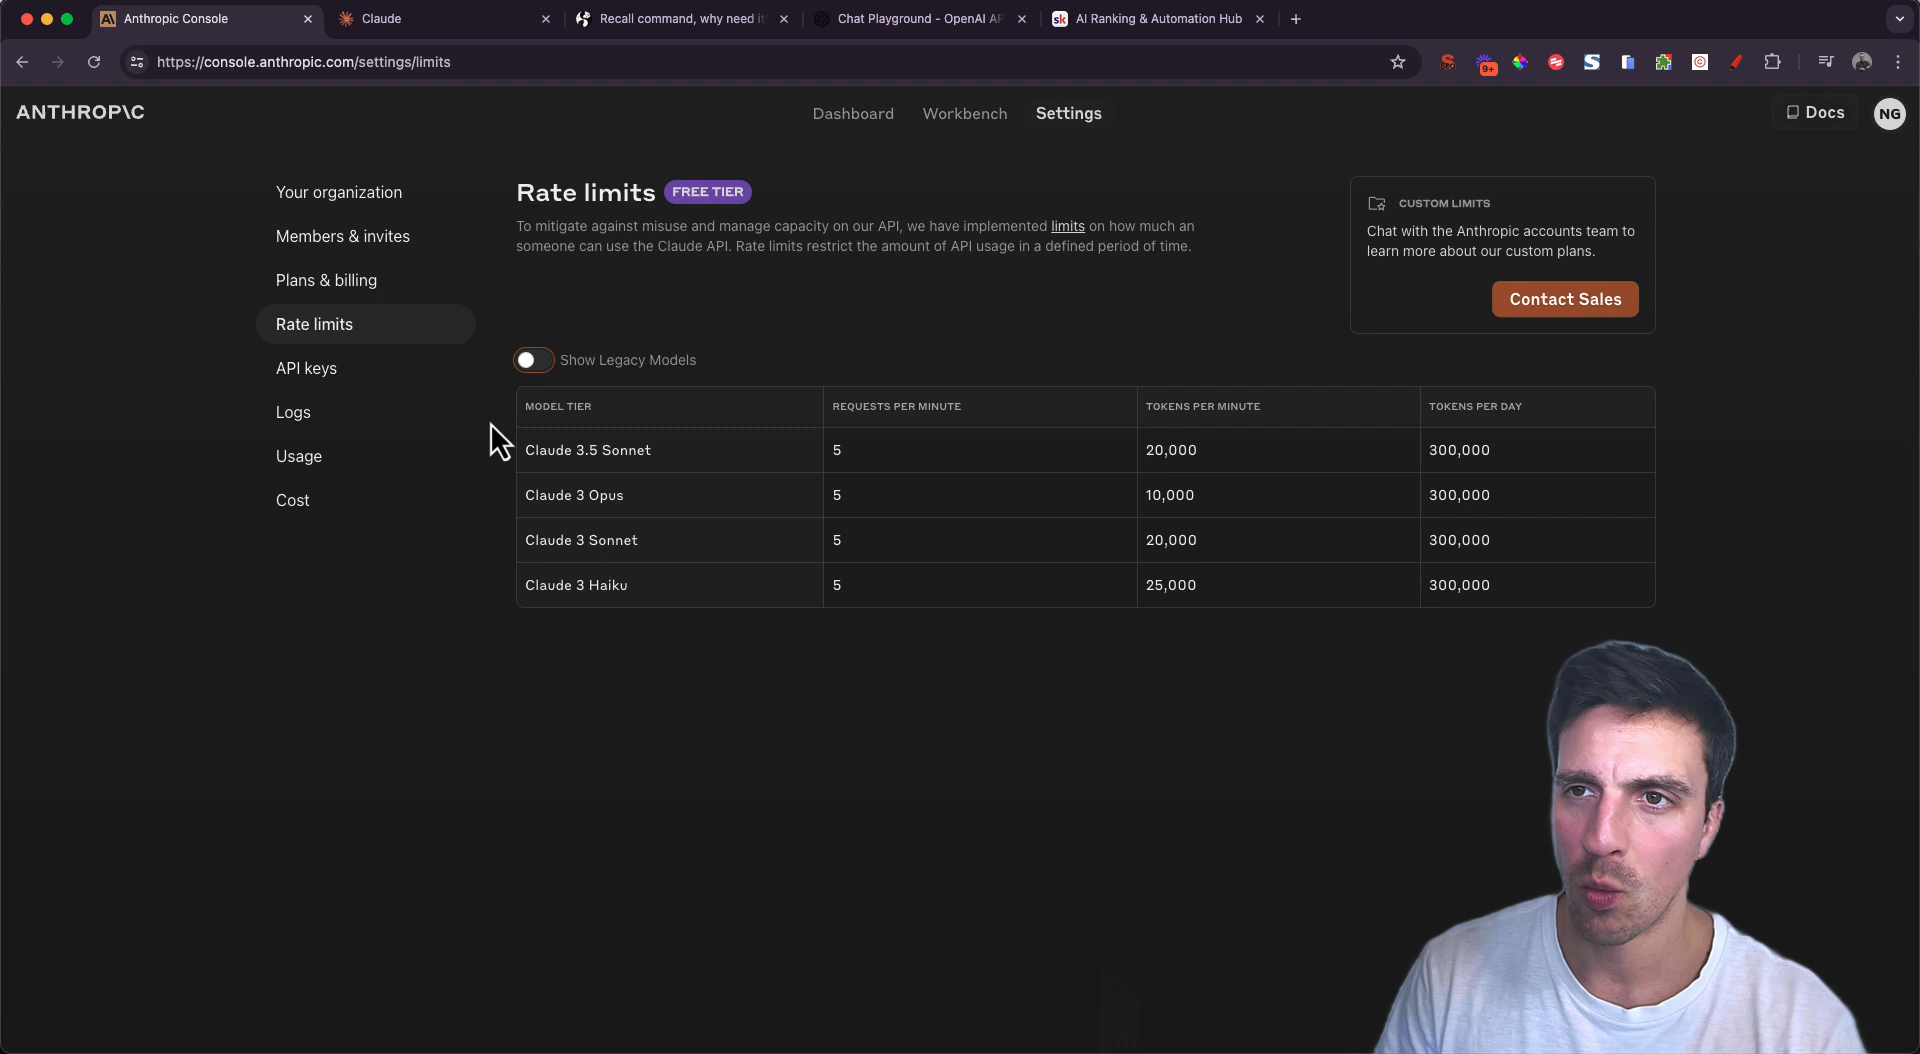 Anthropic Console
Claude
Recall command, why need it
Chat Playground - OpenAI AP
sk
AI Ranking & Automation Hub
https://console.anthropic.com/settings/limits
9+
ANTHROP\C
Dashboard
Workbench
Settings
Docs
NG
Your organization
Members & invites
Plans & billing
Rate limits
API keys
Logs
Usage
Cost
Rate limits FREE TIER
To mitigate against misuse and manage capacity on our API, we have implemented limits on how much an
someone can use the Claude API. Rate limits restrict the amount of API usage in a defined period of time.
CUSTOM LIMITS
Chat with the Anthropic accounts team to
learn more about our custom plans.
Contact Sales
Show Legacy Models
MODEL TIER REQUESTS PER MINUTE TOKENS PER MINUTE TOKENS PER DAY
Claude 3.5 Sonnet 5 20,000 300,000
Claude 3 Opus 5 10,000 300,000
Claude 3 Sonnet 5 20,000 300,000
Claude 3 Haiku 5 25,000 300,000